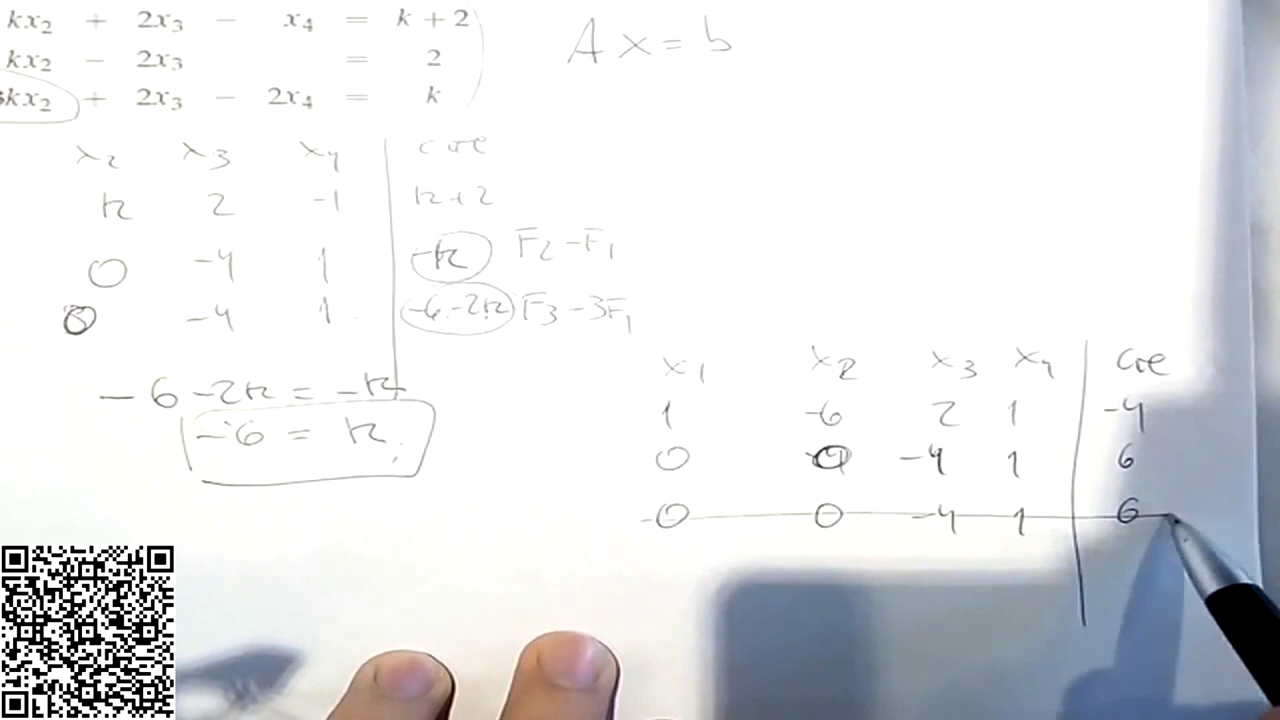 kx₂ + 2x₃ − x₄ = k + 2
kx₂ − 2x₃ = 2
3kx₂ + 2x₃ − 2x₄ = k
Ax = b
x₂ x₃ x₄ cte
k 2 -1 k+2
0 -4 1 -k F₂-F₁
0 -4 1 -6-2k F₃-3F₁
-6-2k = -k
-6 = k
x₁ x₂ x₃ x₄ cte
1 -6 2 1 -4
0 0 -4 1 6
0 0 -4 1 6